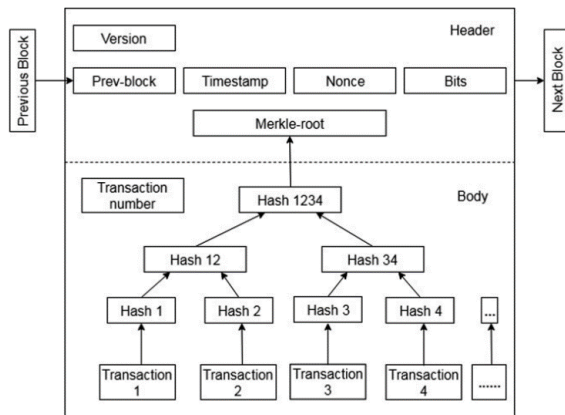 Previous Block
Version
Header
Prev-block
Timestamp
Nonce
Bits
Next Block
Merkle-root
Transaction
number
Body
Hash 1234
Hash 12
Hash 34
Hash 1
Hash 2
Hash 3
Hash 4
...
Transaction
1
Transaction
2
Transaction
3
Transaction
4
......